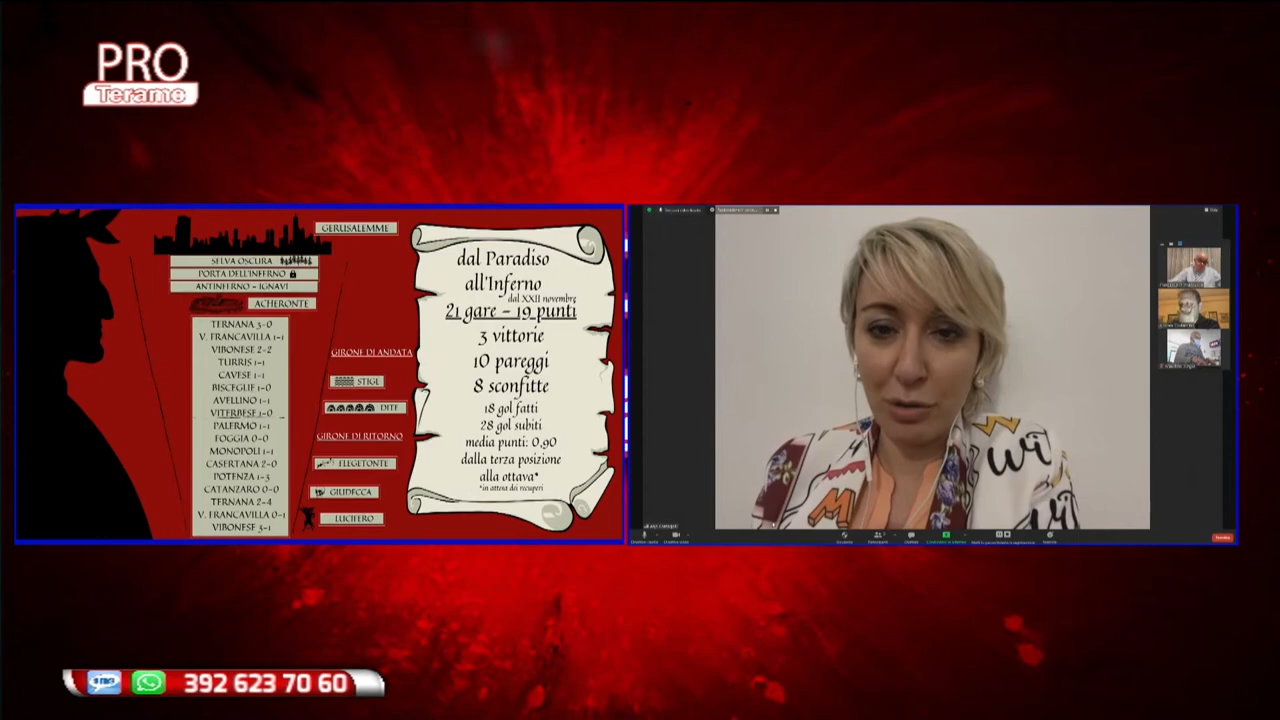 PRO
Teramo
GERUSALEMME
SELVA OSCURA
PORTA DELL'INFERNO
ANTINFERNO - IGNAVI
ACHERONTE
TERNANA 3-0
V. FRANCAVILLA 1-1
VIBONESE 2-2
TURRIS 1-1
CAVESE 1-1
BISCEGLIE 1-0
AVELLINO 1-1
VITERBESE 1-0
PALERMO 1-1
FOGGIA 0-0
MONOPOLI 1-1
CASERTANA 2-0
POTENZA 1-3
CATANZARO 0-0
TERNANA 2-4
V. FRANCAVILLA 0-1
VIBONESE 3-1
GIRONE DI ANDATA
STIGE
DITE
GIRONE DI RITORNO
FLEGETONTE
GIUDECCA
LUCIFERO
dal Paradiso
all'Inferno
dal XXII novembre
21 gare - 19 punti
3 vittorie
10 pareggi
8 sconfitte
18 gol fatti
28 gol subiti
media punti: 0,90
dalla terza posizione
alla ottava*
*in attesa dei recuperi
392 623 70 60